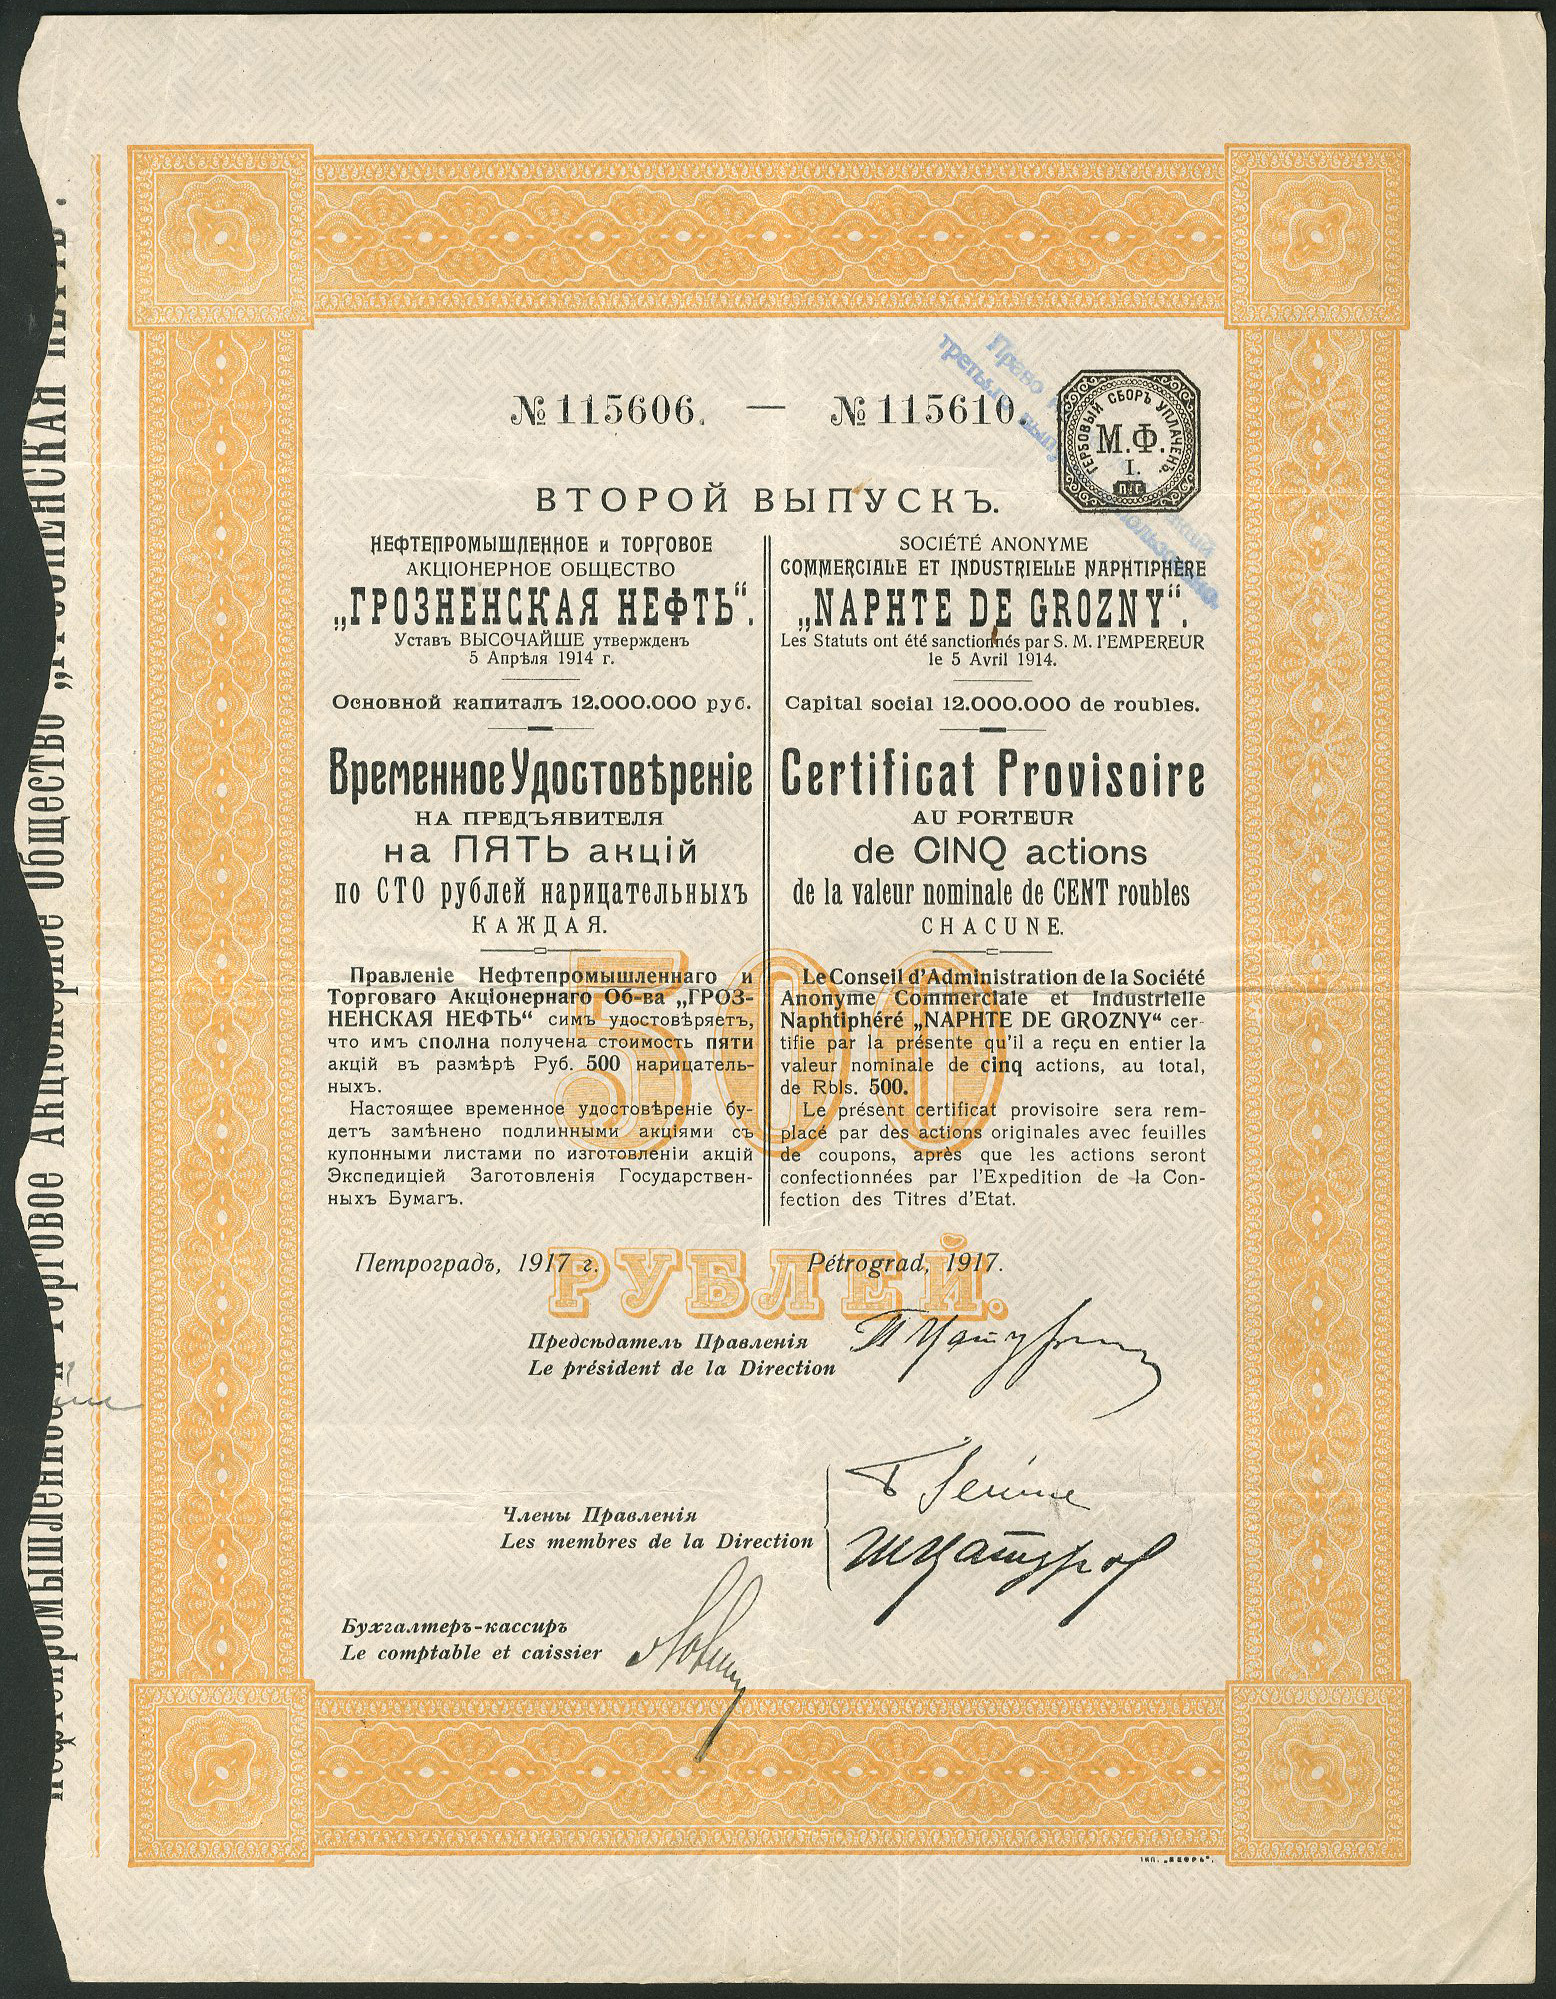 № 115606. — № 115610.
ГЕРБОВЫЙ СБОРЪ УПЛАЧЕНЪ.
М.Ф.
I.
П.Г.
Право
третьяго
ВТОРОЙ ВЫПУСКЪ.
НЕФТЕПРОМЫШЛЕННОЕ и ТОРГОВОЕ
АКЦІОНЕРНОЕ ОБЩЕСТВО
„ГРОЗНЕНСКАЯ НЕФТЬ“.
Уставъ ВЫСОЧАЙШЕ утвержденъ
5 Апрѣля 1914 г.
Основной капиталъ 12.000.000 руб.
Временное Удостовѣреніе
НА ПРЕДЪЯВИТЕЛЯ
на ПЯТЬ акцій
по СТО рублей нарицательныхъ
КАЖДАЯ.
Правленіе Нефтепромышленнаго и
Торговаго Акціонернаго Об-ва „ГРОЗ-
НЕНСКАЯ НЕФТЬ“ симъ удостовѣряетъ,
что имъ сполна получена стоимость пяти
акцій въ размѣрѣ Руб. 500 нарицатель-
ныхъ.
Настоящее временное удостовѣреніе бу-
детъ замѣнено подлинными акціями съ
купонными листами по изготовленіи акцій
Экспедиціей Заготовленія Государствен-
ныхъ Бумагъ.
SOCIÉTÉ ANONYME
COMMERCIALE ET INDUSTRIELLE NAPHTIPHÈRE
„NAPHTE DE GROZNY“.
Les Statuts ont été sanctionnés par S. M. l'EMPEREUR
le 5 Avril 1914.
Capital social 12.000.000 de roubles.
Certificat Provisoire
AU PORTEUR
de CINQ actions
de la valeur nominale de CENT roubles
CHACUNE.
Le Conseil d'Administration de la Société
Anonyme Commerciale et Industrielle
Naphtiphéré „NAPHTE DE GROZNY“ cer-
tifie par la présente qu'il a reçu en entier la
valeur nominale de cinq actions, au total,
de Rbls. 500.
Le présent certificat provisoire sera rem-
placé par des actions originales avec feuilles
de coupons, après que les actions seront
confectionnées par l'Expedition de la Con-
fection des Titres d'Etat.
500
РУБЛЕЙ.
Петроградъ, 1917 г.
Pétrograd, 1917.
Предсѣдатель Правленія
Le président de la Direction
Члены Правленія
Les membres de la Direction
Бухгалтеръ-кассиръ
Le comptable et caissier
Нефтепромышленное и Торговое Акціонерное Общество „ГРОЗНЕНСКАЯ НЕФТЬ“.